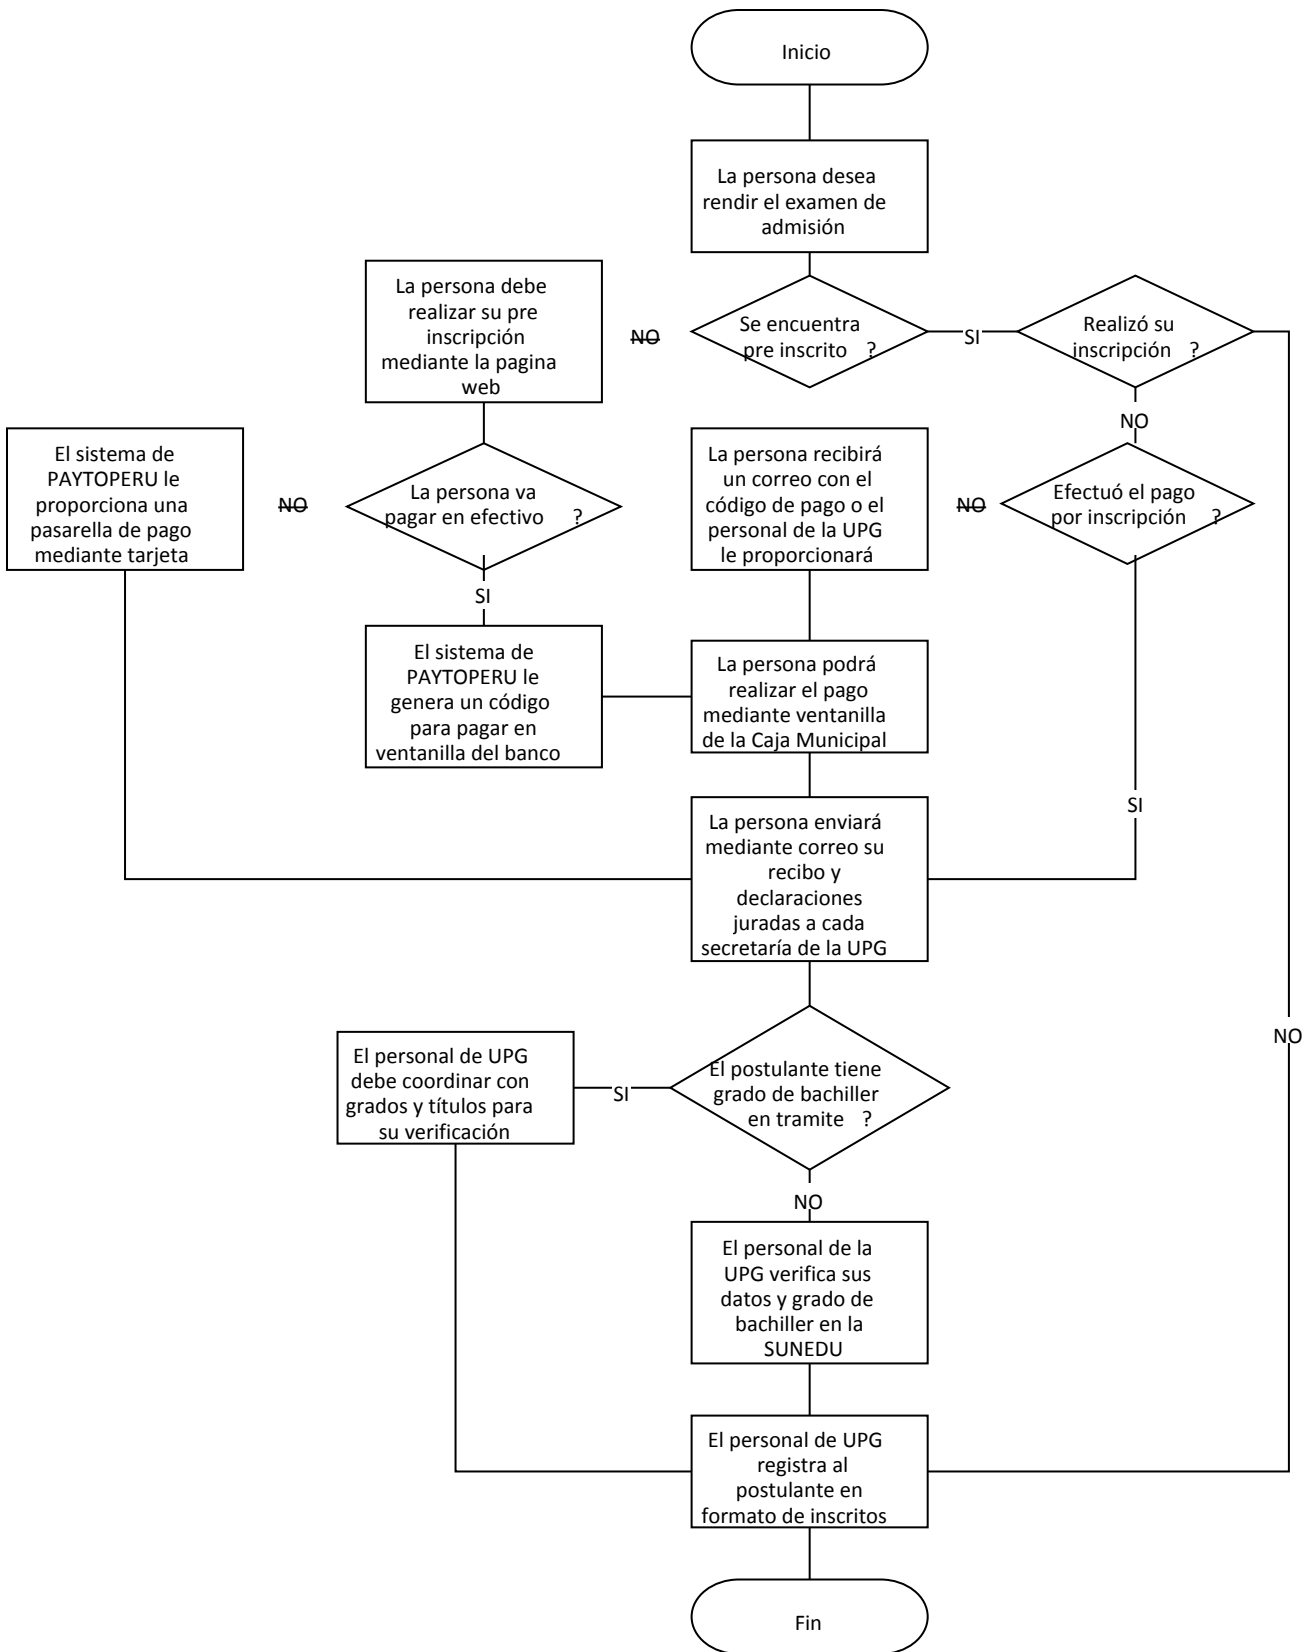 Inicio
La persona desea
rendir el examen de
admisión
La persona debe
realizar su pre
inscripción
mediante la pagina
web
NO
Se encuentra
pre inscrito ?
SI
Realizó su
inscripción ?
NO
El sistema de
PAYTOPERU le
proporciona una
pasarella de pago
mediante tarjeta
NO
La persona va
pagar en efectivo ?
La persona recibirá
un correo con el
código de pago o el
personal de la UPG
le proporcionará
NO
Efectuó el pago
por inscripción ?
SI
El sistema de
PAYTOPERU le
genera un código
para pagar en
ventanilla del banco
La persona podrá
realizar el pago
mediante ventanilla
de la Caja Municipal
SI
La persona enviará
mediante correo su
recibo y
declaraciones
juradas a cada
secretaría de la UPG
NO
El personal de UPG
debe coordinar con
grados y títulos para
su verificación
SI
El postulante tiene
grado de bachiller
en tramite ?
NO
El personal de la
UPG verifica sus
datos y grado de
bachiller en la
SUNEDU
El personal de UPG
registra al
postulante en
formato de inscritos
Fin